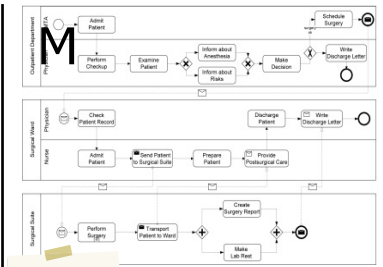 Outpatient Department
MTA
M
Admit
Patient
Schedule
Surgery
Physician
Perform
Checkup
Examine
Patient
Inform about
Anesthesia
Inform about
Risks
Make
Decision
Write
Discharge Letter
Surgical Ward
Physician
Check
Patient Record
Discharge
Patient
Write
Discharge Letter
Nurse
Admit
Patient
Send Patient
to Surgical Suite
Prepare
Patient
Provide
Postsurgical Care
Surgical Suite
Perform
Surgery
Transport
Patient to Ward
Create
Surgery Report
Make
Lab Rest